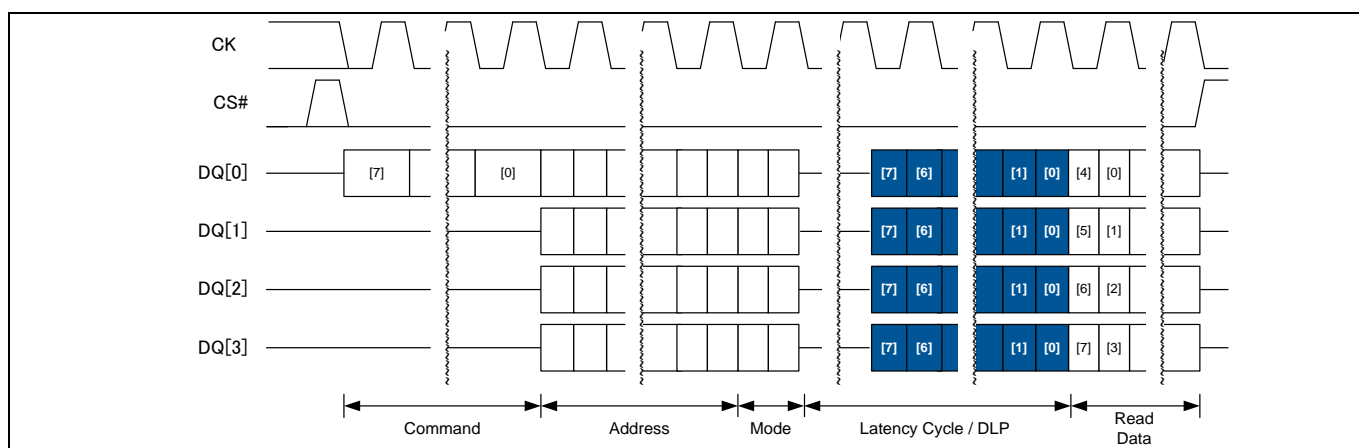 CK
CS#
DQ[0] [7] [0] [7] [6] [1] [0] [4] [0]
DQ[1] [7] [6] [1] [0] [5] [1]
DQ[2] [7] [6] [1] [0] [6] [2]
DQ[3] [7] [6] [1] [0] [7] [3]
Command Address Mode Latency Cycle / DLP Read
Data